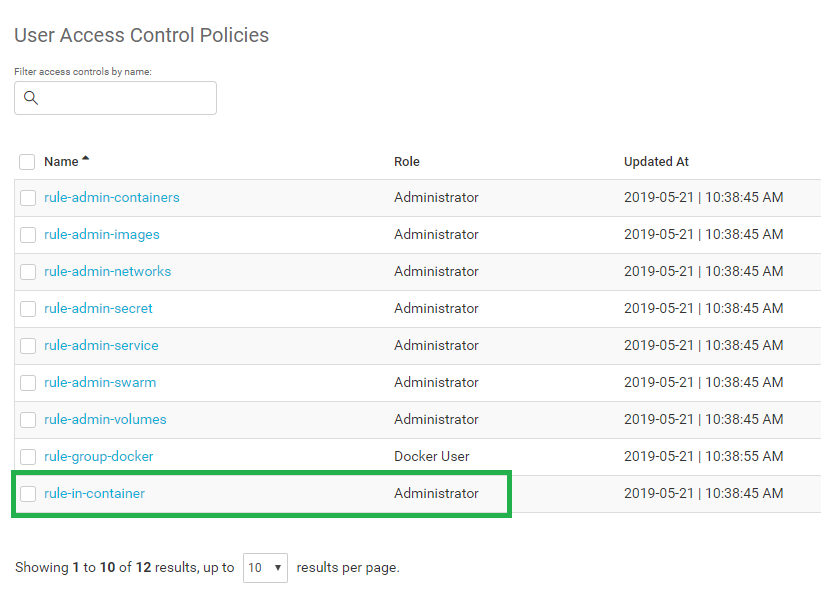 User Access Control Policies
Filter access controls by name:
Name Role Updated At
rule-admin-containers Administrator 2019-05-21 | 10:38:45 AM
rule-admin-images Administrator 2019-05-21 | 10:38:45 AM
rule-admin-networks Administrator 2019-05-21 | 10:38:45 AM
rule-admin-secret Administrator 2019-05-21 | 10:38:45 AM
rule-admin-service Administrator 2019-05-21 | 10:38:45 AM
rule-admin-swarm Administrator 2019-05-21 | 10:38:45 AM
rule-admin-volumes Administrator 2019-05-21 | 10:38:45 AM
rule-group-docker Docker User 2019-05-21 | 10:38:55 AM
rule-in-container Administrator 2019-05-21 | 10:38:45 AM
Showing 1 to 10 of 12 results, up to 10 results per page.